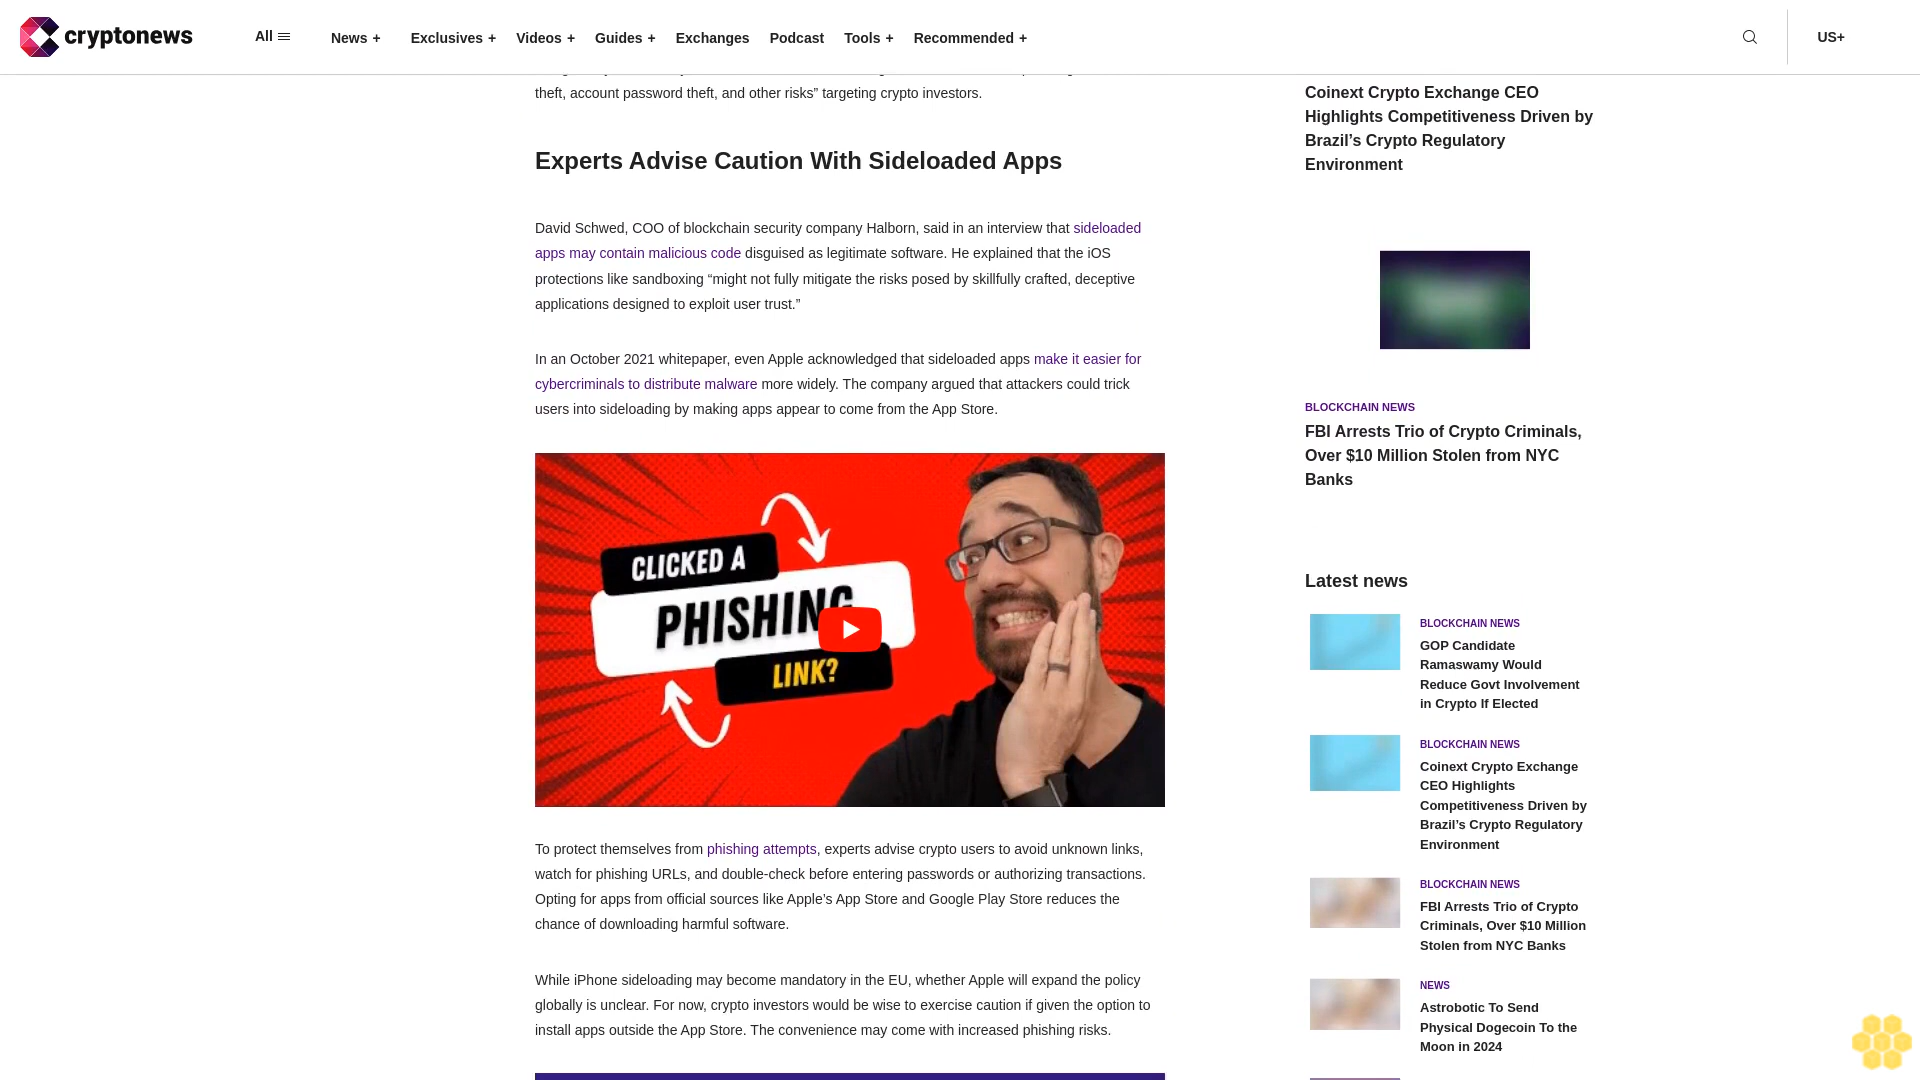 cryptonews
All
News +
Exclusives +
Videos +
Guides +
Exchanges
Podcast
Tools +
Recommended +
US+
theft, account password theft, and other risks” targeting crypto investors.
Experts Advise Caution With Sideloaded Apps
David Schwed, COO of blockchain security company Halborn, said in an interview that sideloaded
apps may contain malicious code disguised as legitimate software. He explained that the iOS
protections like sandboxing “might not fully mitigate the risks posed by skillfully crafted, deceptive
applications designed to exploit user trust.”
In an October 2021 whitepaper, even Apple acknowledged that sideloaded apps make it easier for
cybercriminals to distribute malware more widely. The company argued that attackers could trick
users into sideloading by making apps appear to come from the App Store.
CLICKED A
PHISHING
LINK?
To protect themselves from phishing attempts, experts advise crypto users to avoid unknown links,
watch for phishing URLs, and double-check before entering passwords or authorizing transactions.
Opting for apps from official sources like Apple’s App Store and Google Play Store reduces the
chance of downloading harmful software.
While iPhone sideloading may become mandatory in the EU, whether Apple will expand the policy
globally is unclear. For now, crypto investors would be wise to exercise caution if given the option to
install apps outside the App Store. The convenience may come with increased phishing risks.
Coinext Crypto Exchange CEO
Highlights Competitiveness Driven by
Brazil’s Crypto Regulatory
Environment
BLOCKCHAIN NEWS
FBI Arrests Trio of Crypto Criminals,
Over $10 Million Stolen from NYC
Banks
Latest news
BLOCKCHAIN NEWS
GOP Candidate
Ramaswamy Would
Reduce Govt Involvement
in Crypto If Elected
BLOCKCHAIN NEWS
Coinext Crypto Exchange
CEO Highlights
Competitiveness Driven by
Brazil’s Crypto Regulatory
Environment
BLOCKCHAIN NEWS
FBI Arrests Trio of Crypto
Criminals, Over $10 Million
Stolen from NYC Banks
NEWS
Astrobotic To Send
Physical Dogecoin To the
Moon in 2024